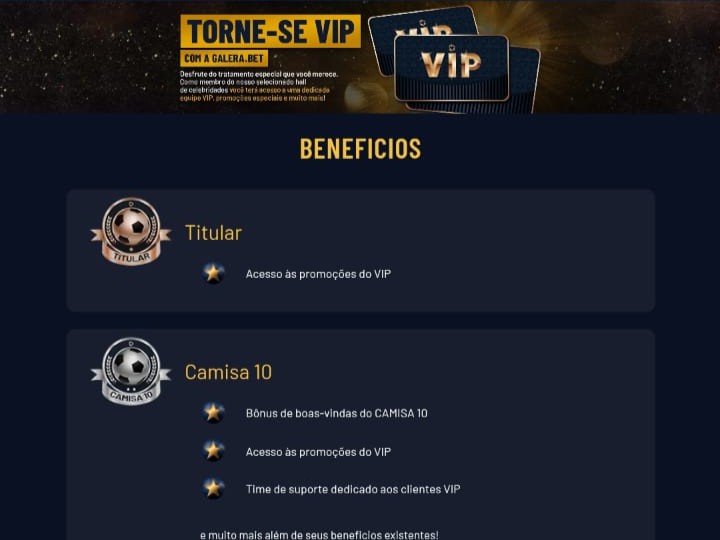 TORNE-SE VIP
COM A GALERA.BET
Desfrute do tratamento especial que você merece.
Como membro do nosso selecionado hall
de celebridades você terá acesso a uma dedicada
equipe VIP, promoções especiais e muito mais!
VIP
VIP
BENEFICIOS
TITULAR
Titular
Acesso às promoções do VIP
CAMISA 10
Camisa 10
Bônus de boas-vindas do CAMISA 10
Acesso às promoções do VIP
Time de suporte dedicado aos clientes VIP
e muito mais além de seus benefícios existentes!